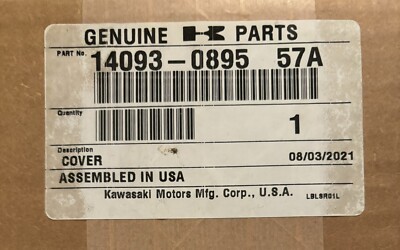 GENUINE K PARTS
PART No. 14093-0895 57A
Quantity 1
Description
COVER 08/03/2021
ASSEMBLED IN USA
Kawasaki Motors Mfg. Corp., U.S.A. LBLSR01L